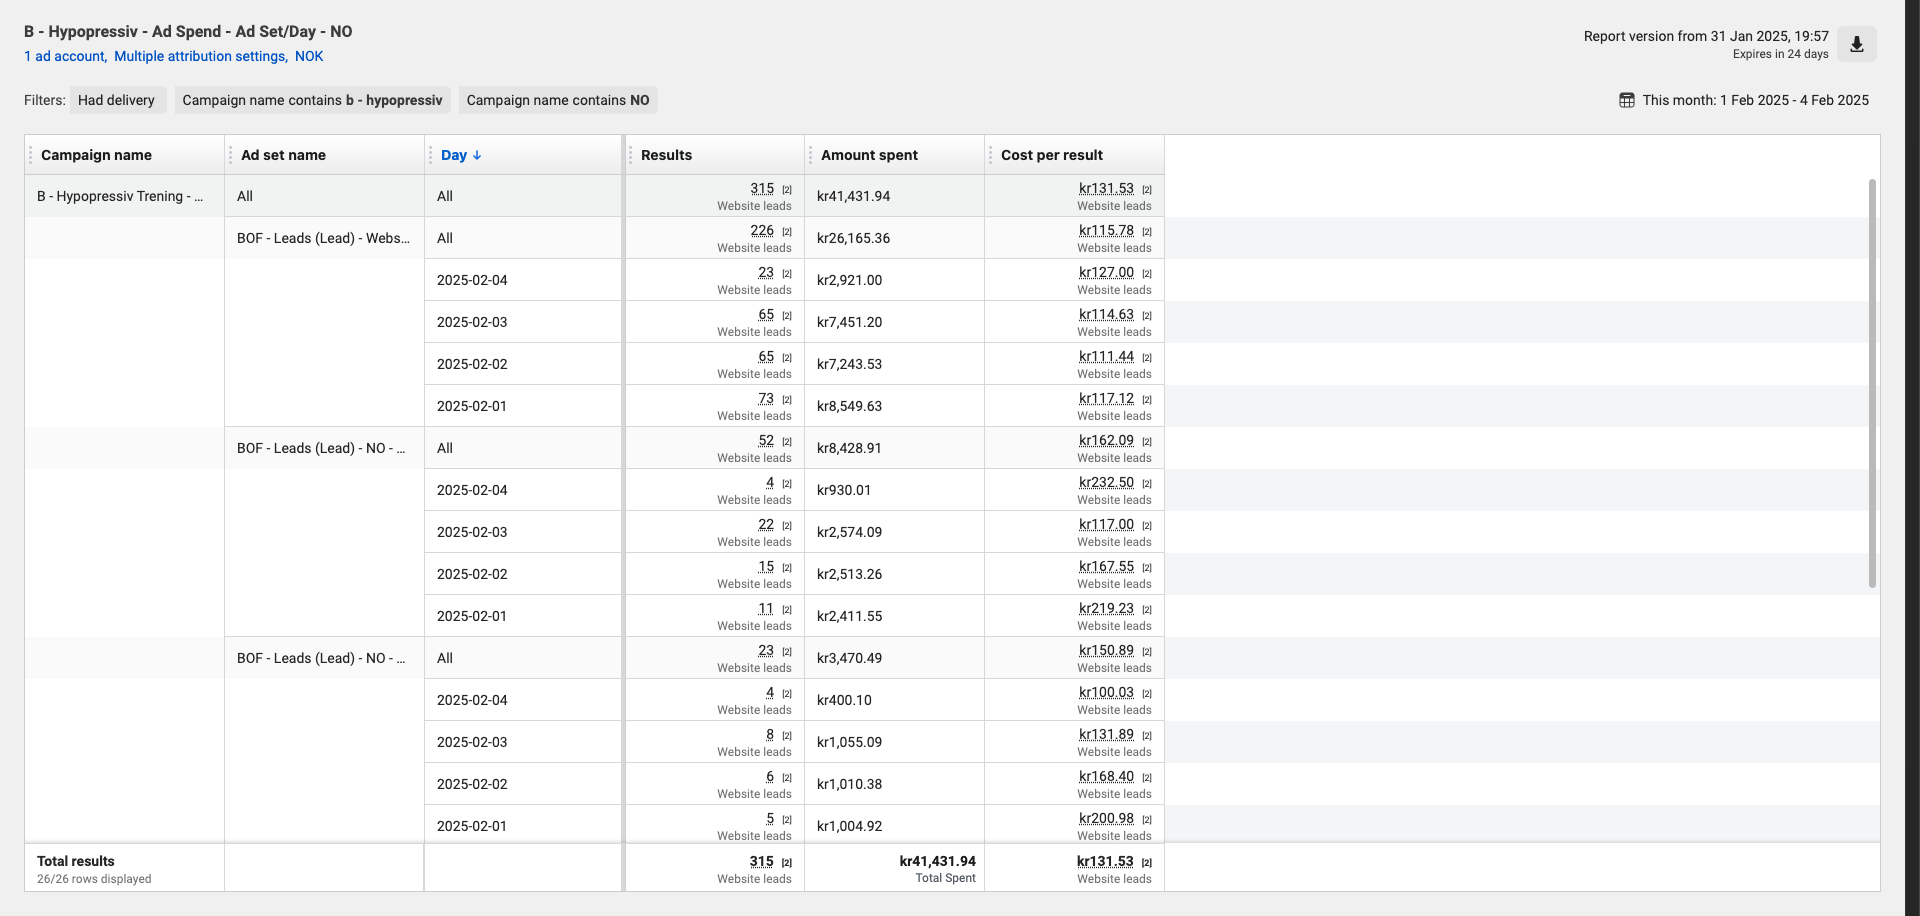 B - Hypopressiv - Ad Spend - Ad Set/Day - NO
1 ad account, Multiple attribution settings, NOK
Report version from 31 Jan 2025, 19:57
Expires in 24 days
Filters: Had delivery Campaign name contains b - hypopressiv Campaign name contains NO
This month: 1 Feb 2025 - 4 Feb 2025
Campaign name Ad set name Day ↓ Results Amount spent Cost per result
B - Hypopressiv Trening - ... All All 315 [2] kr41,431.94 kr131.53 [2]
Website leads Website leads
BOF - Leads (Lead) - Webs... All 226 [2] kr26,165.36 kr115.78 [2]
Website leads Website leads
2025-02-04 23 [2] kr2,921.00 kr127.00 [2]
Website leads Website leads
2025-02-03 65 [2] kr7,451.20 kr114.63 [2]
Website leads Website leads
2025-02-02 65 [2] kr7,243.53 kr111.44 [2]
Website leads Website leads
2025-02-01 73 [2] kr8,549.63 kr117.12 [2]
Website leads Website leads
BOF - Leads (Lead) - NO - ... All 52 [2] kr8,428.91 kr162.09 [2]
Website leads Website leads
2025-02-04 4 [2] kr930.01 kr232.50 [2]
Website leads Website leads
2025-02-03 22 [2] kr2,574.09 kr117.00 [2]
Website leads Website leads
2025-02-02 15 [2] kr2,513.26 kr167.55 [2]
Website leads Website leads
2025-02-01 11 [2] kr2,411.55 kr219.23 [2]
Website leads Website leads
BOF - Leads (Lead) - NO - ... All 23 [2] kr3,470.49 kr150.89 [2]
Website leads Website leads
2025-02-04 4 [2] kr400.10 kr100.03 [2]
Website leads Website leads
2025-02-03 8 [2] kr1,055.09 kr131.89 [2]
Website leads Website leads
2025-02-02 6 [2] kr1,010.38 kr168.40 [2]
Website leads Website leads
2025-02-01 5 [2] kr1,004.92 kr200.98 [2]
Website leads Website leads
Total results 315 [2] kr41,431.94 kr131.53 [2]
26/26 rows displayed Website leads Total Spent Website leads